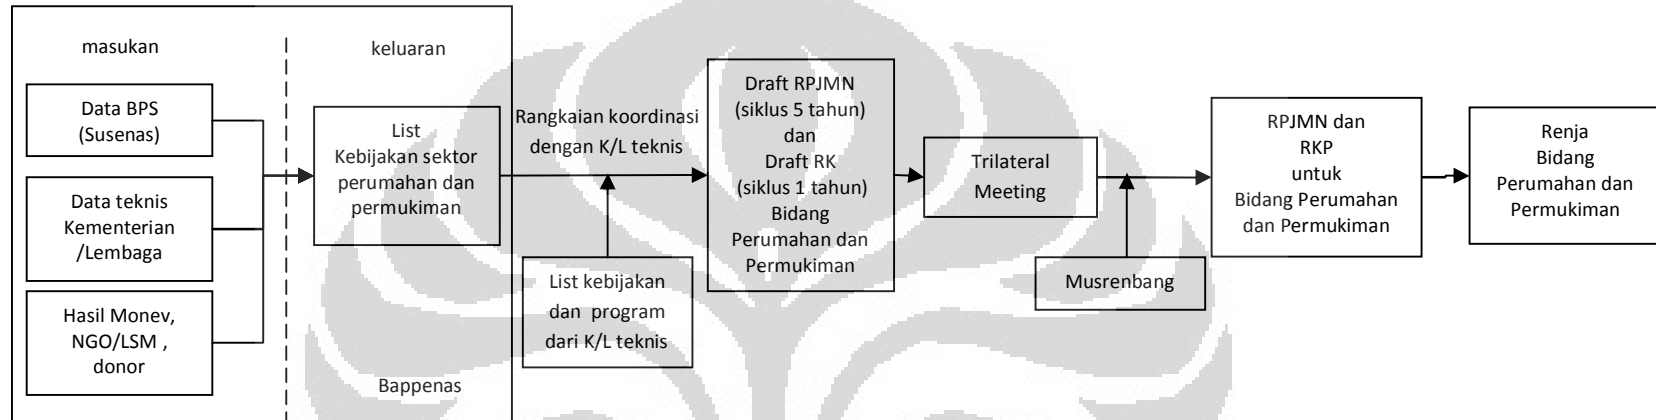 masukan
keluaran
Data BPS
(Susenas)
Data teknis
Kementerian
/Lembaga
Hasil Monev,
NGO/LSM ,
donor
List
Kebijakan sektor
perumahan dan
permukiman
Bappenas
Rangkaian koordinasi
dengan K/L teknis
List kebijakan
dan program
dari K/L teknis
Draft RPJMN
(siklus 5 tahun)
dan
Draft RK
(siklus 1 tahun)
Bidang
Perumahan dan
Permukiman
Trilateral
Meeting
Musrenbang
RPJMN dan
RKP
untuk
Bidang Perumahan
dan Permukiman
Renja
Bidang
Perumahan dan
Permukiman